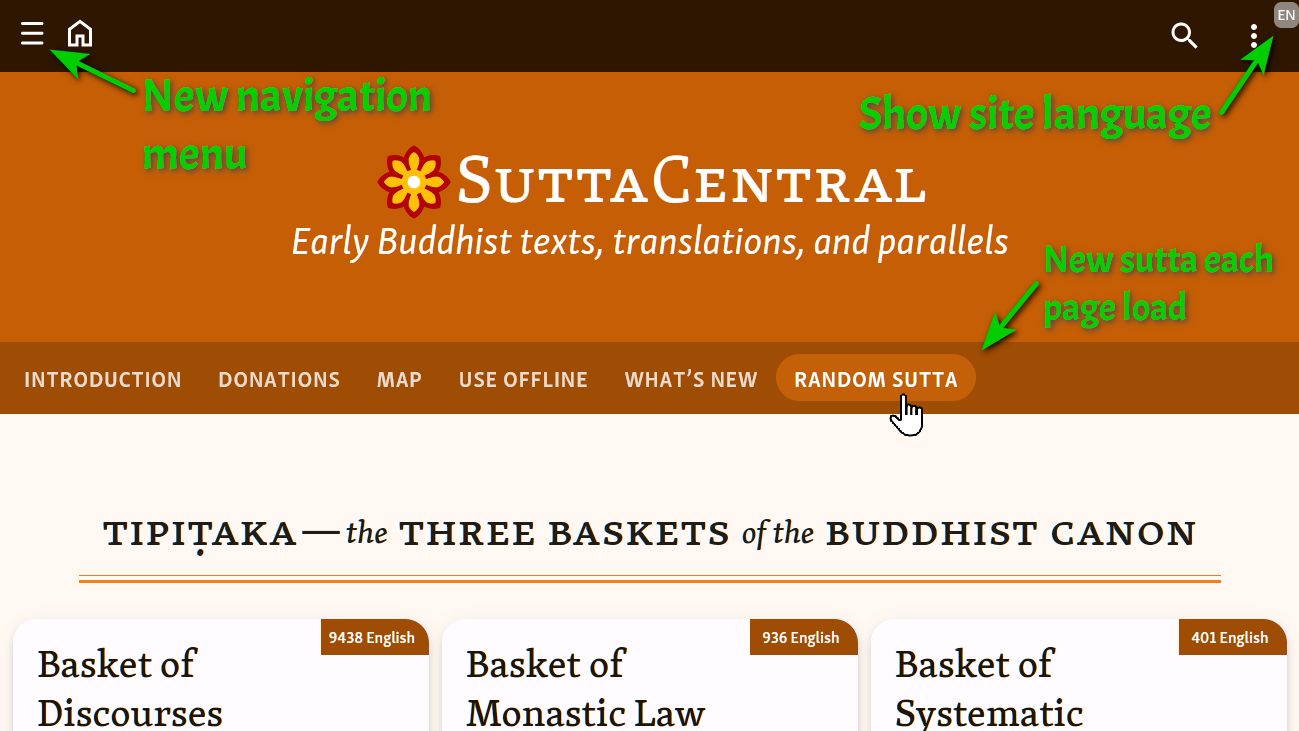 EN
New navigation
menu
Show site language
SuttaCentral
Early Buddhist texts, translations, and parallels
New sutta each
page load
INTRODUCTION DONATIONS MAP USE OFFLINE WHAT’S NEW RANDOM SUTTA
TIPIṬAKA—the THREE BASKETS of the BUDDHIST CANON
9438 English
Basket of
Discourses
936 English
Basket of
Monastic Law
401 English
Basket of
Systematic